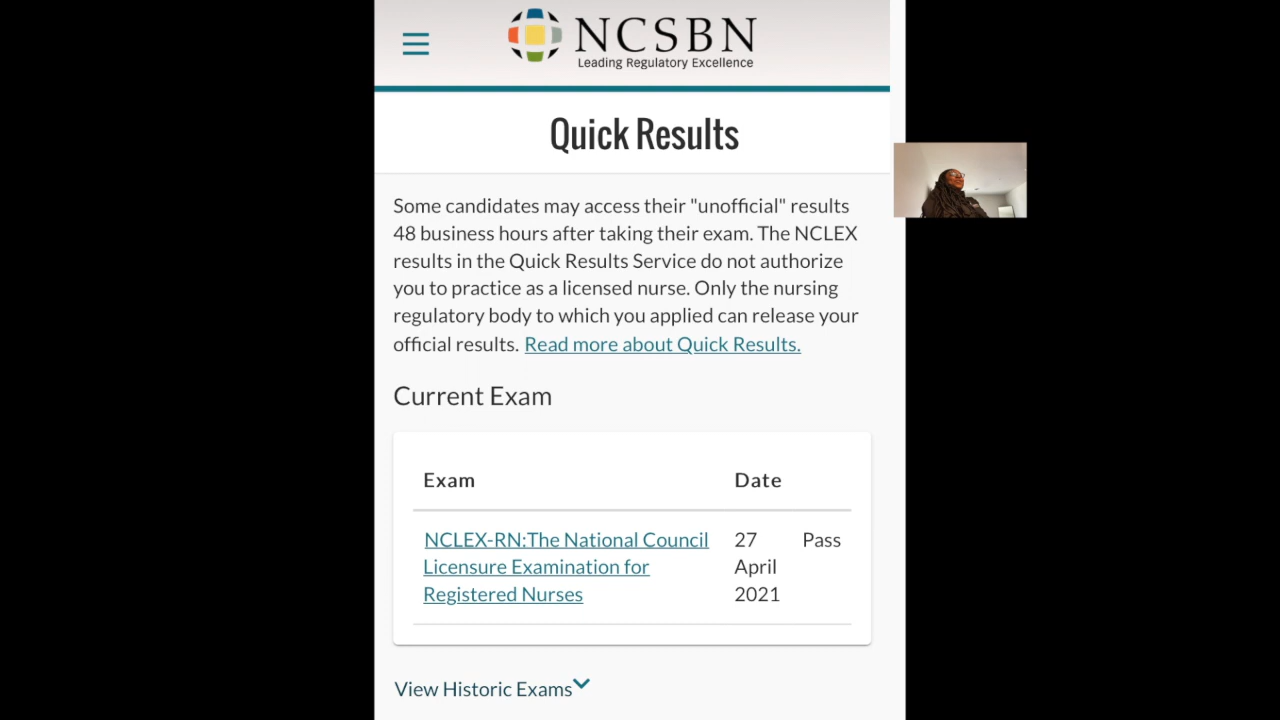 NCSBN
Leading Regulatory Excellence
Quick Results
Some candidates may access their "unofficial" results
48 business hours after taking their exam. The NCLEX
results in the Quick Results Service do not authorize
you to practice as a licensed nurse. Only the nursing
regulatory body to which you applied can release your
official results. Read more about Quick Results.
Current Exam
Exam Date
NCLEX-RN:The National Council 27 Pass
Licensure Examination for April
Registered Nurses 2021
View Historic Exams